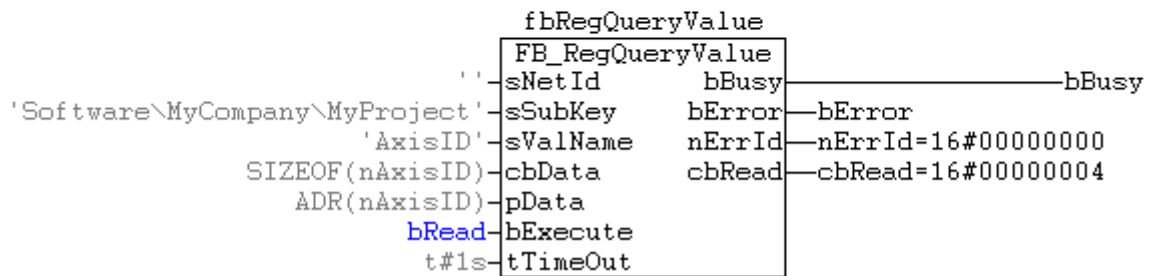 fbRegQueryValue
FB_RegQueryValue
'' sNetId bBusy bBusy
'Software\MyCompany\MyProject' sSubKey bError bError
'AxisID' sValName nErrId nErrId=16#00000000
SIZEOF(nAxisID) cbData cbRead cbRead=16#00000004
ADR(nAxisID) pData
bRead bExecute
t#1s tTimeOut